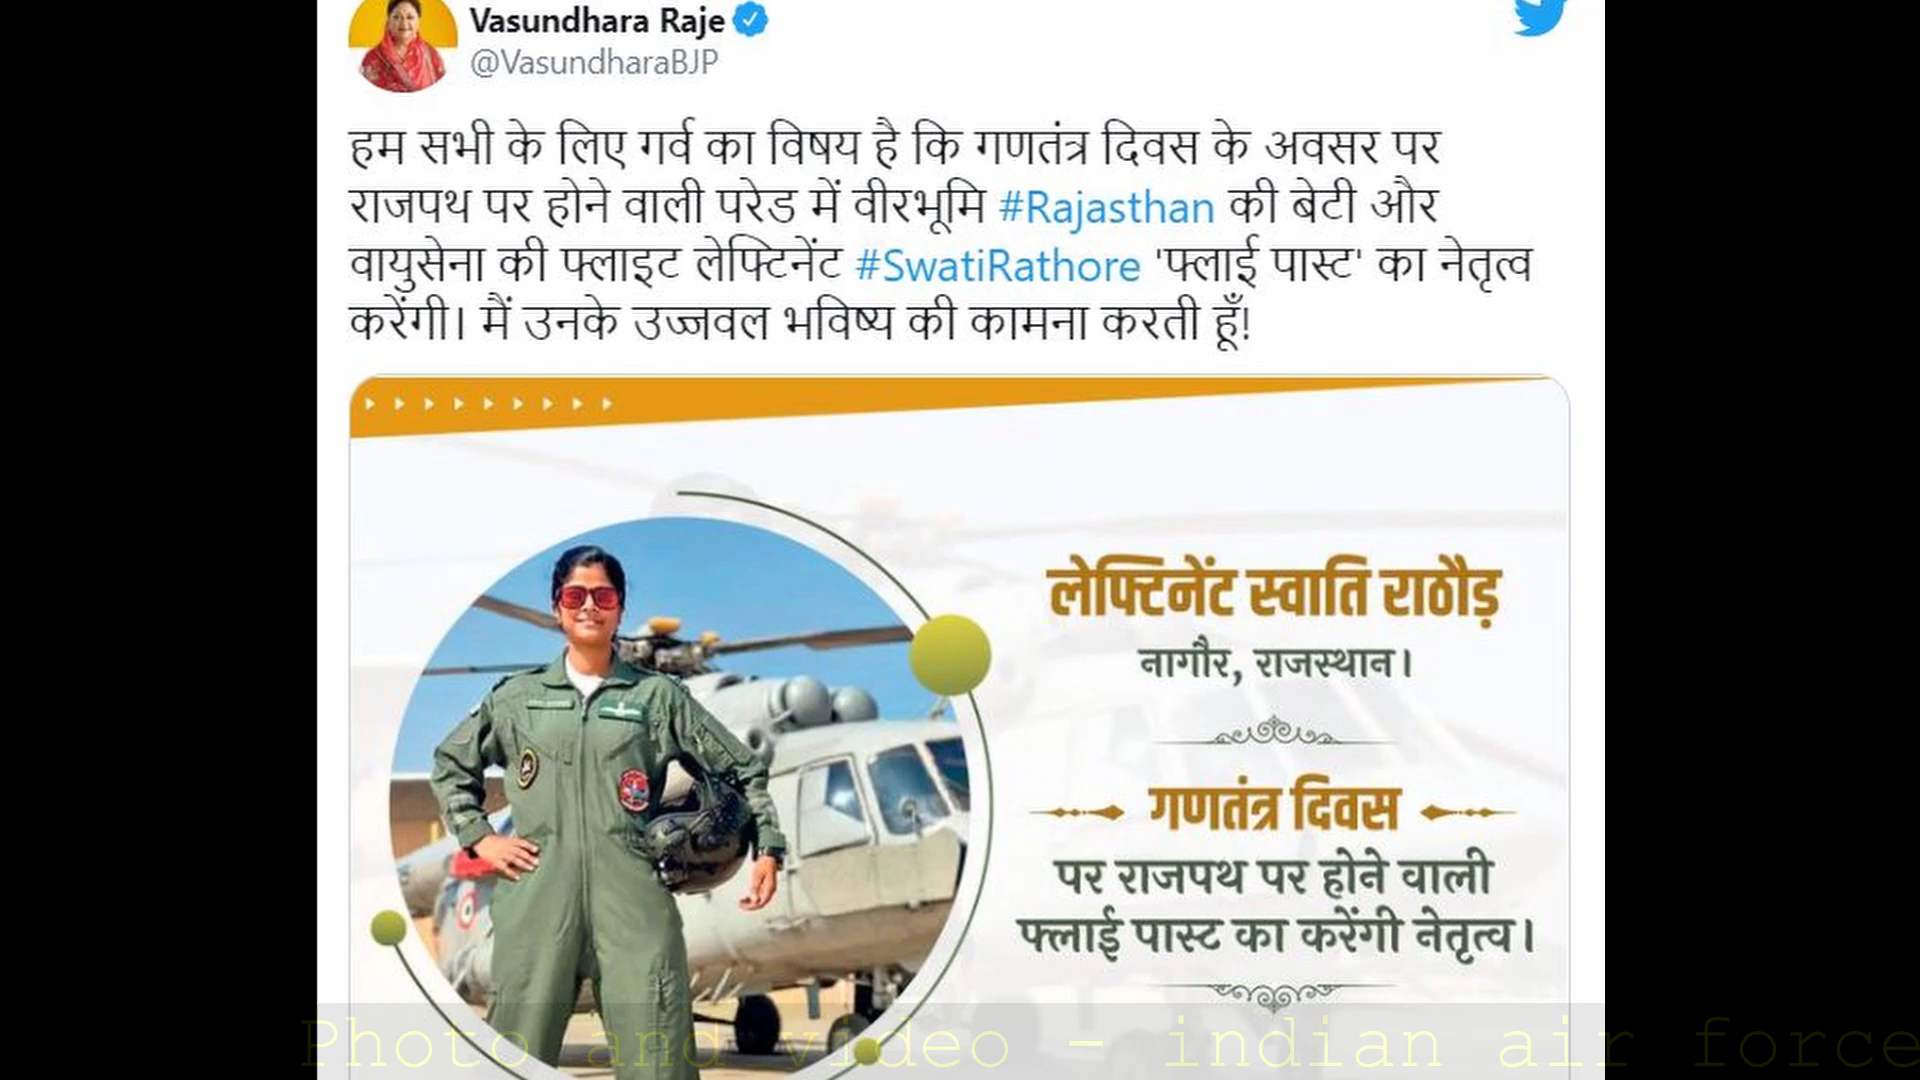 Vasundhara Raje
@VasundharaBJP
हम सभी के लिए गर्व का विषय है कि गणतंत्र दिवस के अवसर पर
राजपथ पर होने वाली परेड में वीरभूमि #Rajasthan की बेटी और
वायुसेना की फ्लाइट लेफ्टिनेंट #SwatiRathore 'फ्लाई पास्ट' का नेतृत्व
करेंगी। मैं उनके उज्जवल भविष्य की कामना करती हूँ!
लेफ्टिनेंट स्वाति राठौड़
नागौर, राजस्थान।
गणतंत्र दिवस
पर राजपथ पर होने वाली
फ्लाई पास्ट का करेंगी नेतृत्व।
Photo and video - indian air force